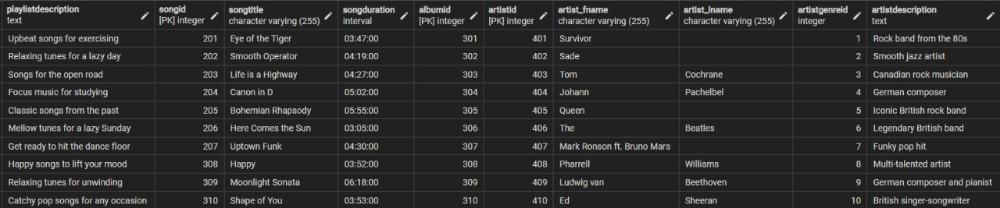 playlistdescription songid songtitle songduration albumid artistid artist_fname artist_lname artistgenreid artistdescription
text [PK] integer character varying (255) interval [PK] integer [PK] integer character varying (255) character varying (255) integer text
Upbeat songs for exercising 201 Eye of the Tiger 03:47:00 301 401 Survivor 1 Rock band from the 80s
Relaxing tunes for a lazy day 202 Smooth Operator 04:19:00 302 402 Sade 2 Smooth jazz artist
Songs for the open road 203 Life is a Highway 04:27:00 303 403 Tom Cochrane 3 Canadian rock musician
Focus music for studying 204 Canon in D 05:02:00 304 404 Johann Pachelbel 4 German composer
Classic songs from the past 205 Bohemian Rhapsody 05:55:00 305 405 Queen 5 Iconic British rock band
Mellow tunes for a lazy Sunday 206 Here Comes the Sun 03:05:00 306 406 The Beatles 6 Legendary British band
Get ready to hit the dance floor 207 Uptown Funk 04:30:00 307 407 Mark Ronson ft. Bruno Mars 7 Funky pop hit
Happy songs to lift your mood 308 Happy 03:52:00 308 408 Pharrell Williams 8 Multi-talented artist
Relaxing tunes for unwinding 309 Moonlight Sonata 06:18:00 309 409 Ludwig van Beethoven 9 German composer and pianist
Catchy pop songs for any occasion 310 Shape of You 03:53:00 310 410 Ed Sheeran 10 British singer-songwriter